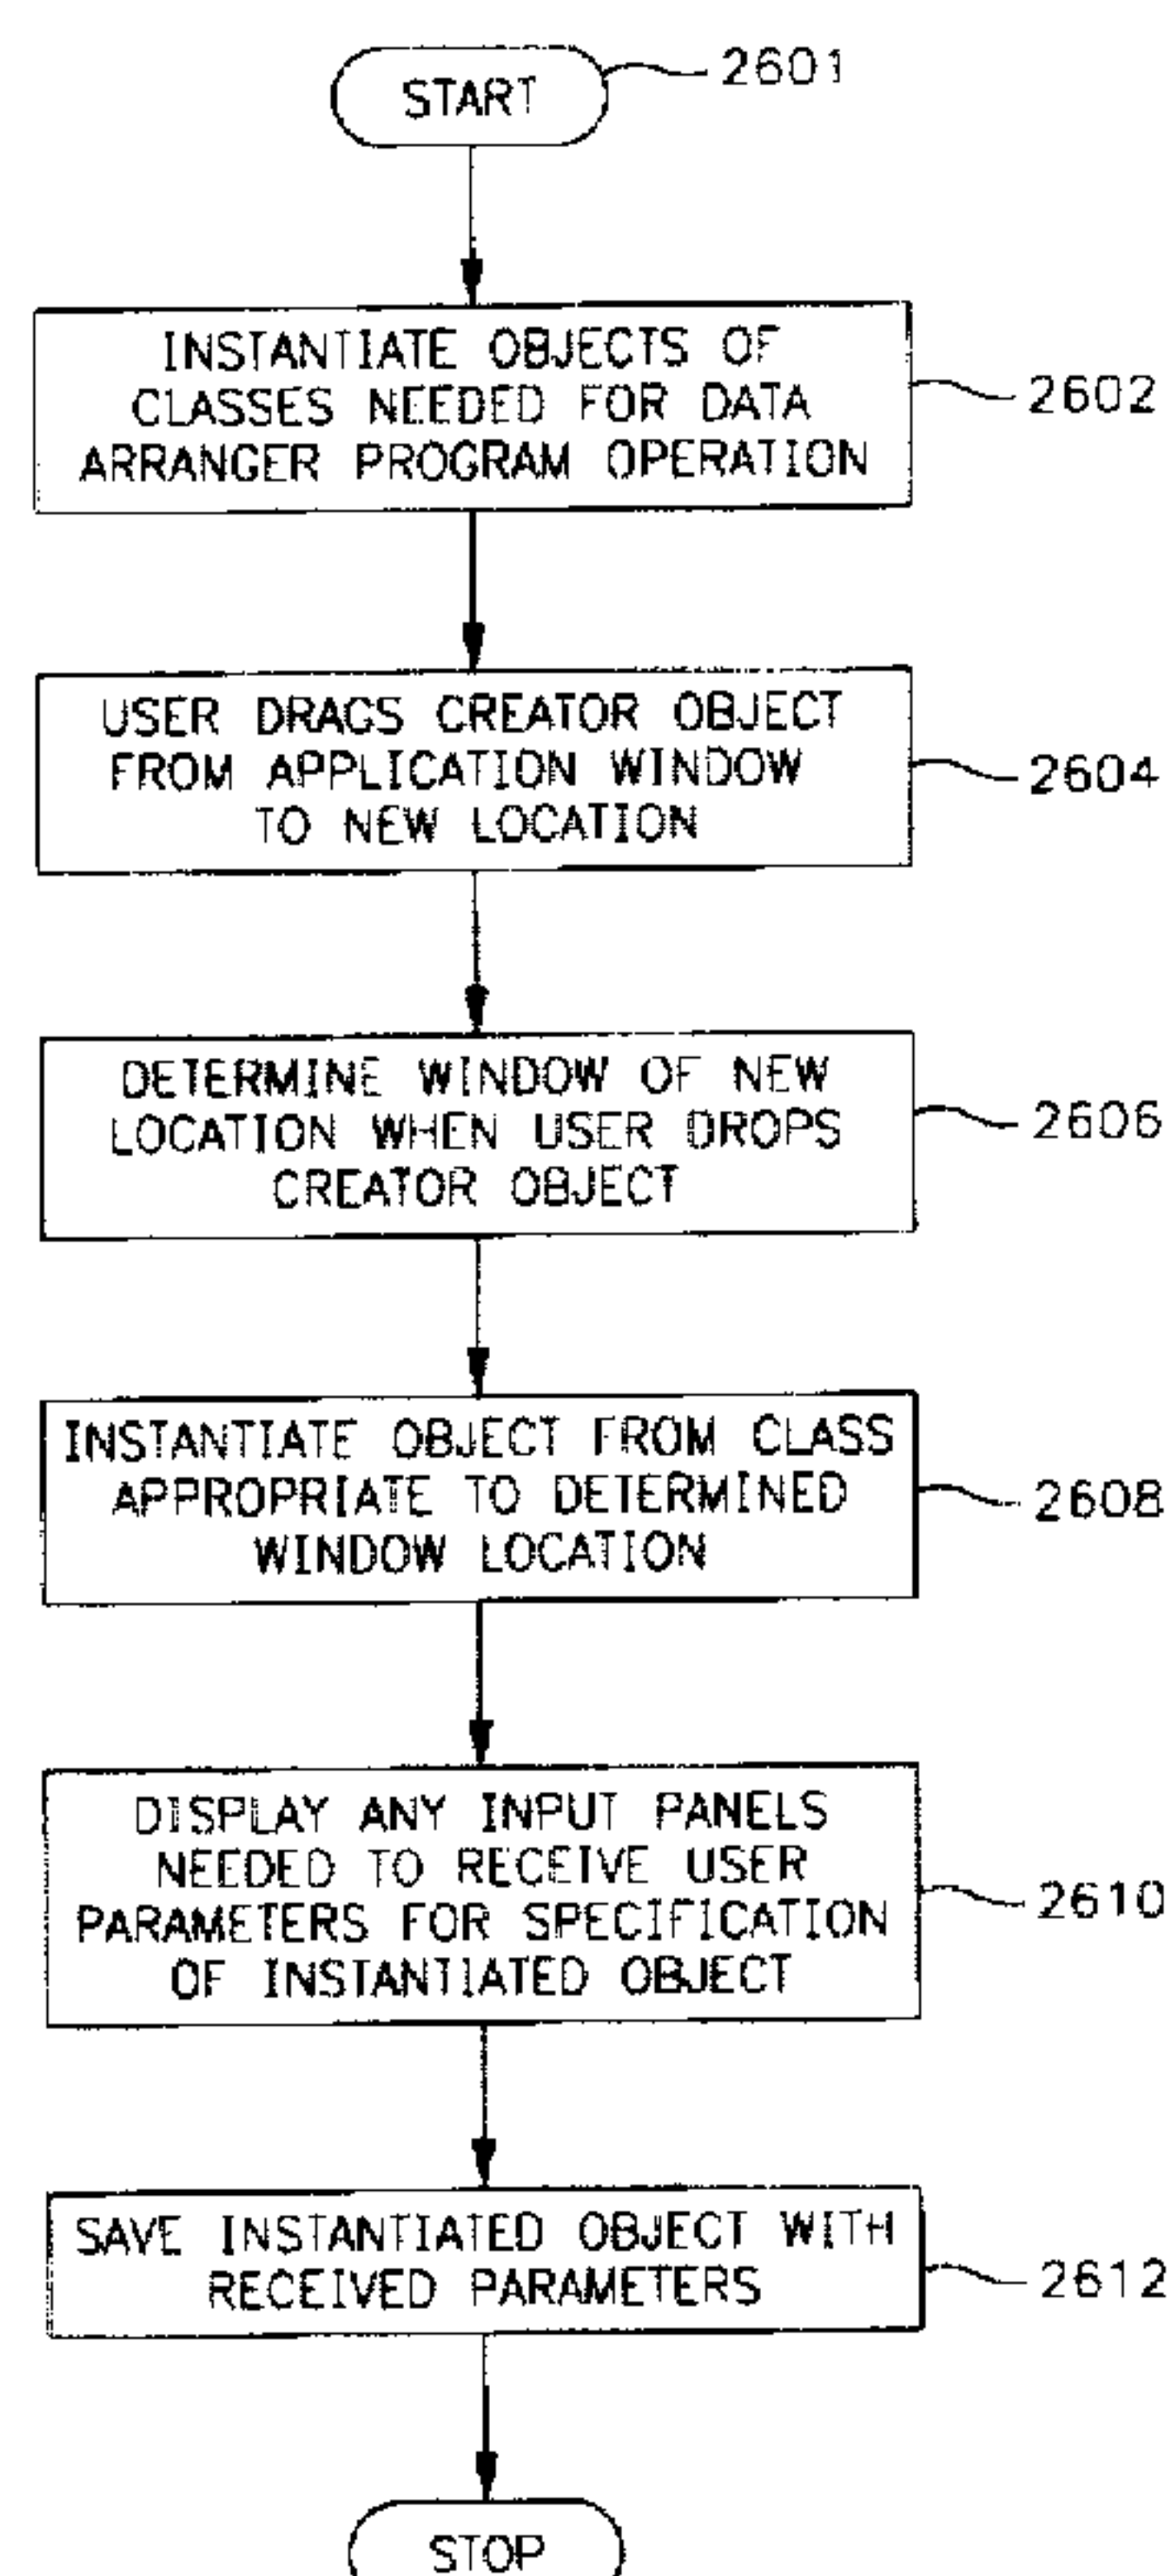 START
2601
INSTANTIATE OBJECTS OF
CLASSES NEEDED FOR DATA
ARRANGER PROGRAM OPERATION
2602
USER DRAGS CREATOR OBJECT
FROM APPLICATION WINDOW
TO NEW LOCATION
2604
DETERMINE WINDOW OF NEW
LOCATION WHEN USER DROPS
CREATOR OBJECT
2606
INSTANTIATE OBJECT FROM CLASS
APPROPRIATE TO DETERMINED
WINDOW LOCATION
2608
DISPLAY ANY INPUT PANELS
NEEDED TO RECEIVE USER
PARAMETERS FOR SPECIFICATION
OF INSTANTIATED OBJECT
2610
SAVE INSTANTIATED OBJECT WITH
RECEIVED PARAMETERS
2612
STOP